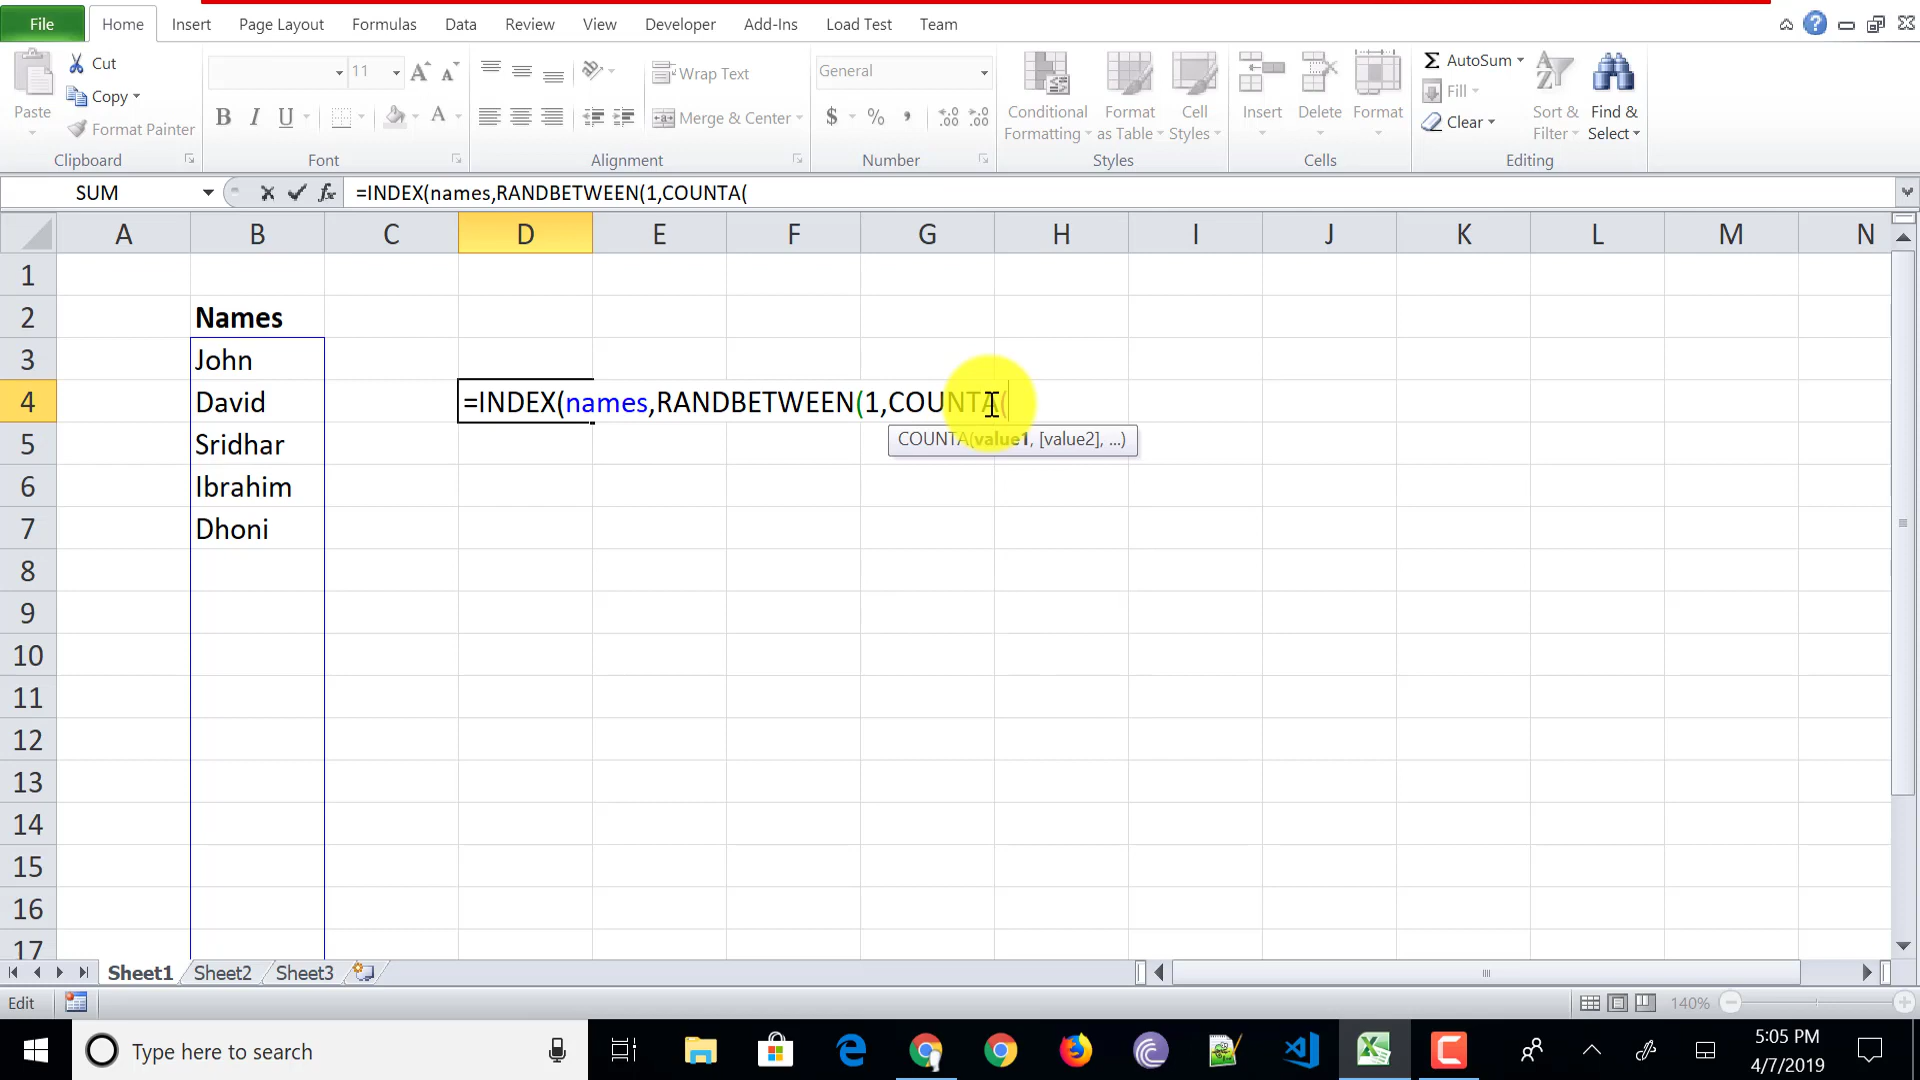 File Home Insert Page Layout Formulas Data Review View Developer Add-Ins Load Test Team
Paste
Cut
Copy
Format Painter
Clipboard
11
A A
B I U
A
Font
Wrap Text
Merge & Center
Alignment
General
$ % ,
.0 .00 .00 .0
Number
Conditional Formatting
Format as Table
Cell Styles
Styles
Insert
Delete
Format
Cells
Σ AutoSum
Fill
Clear
Sort & Filter
Find & Select
Editing
SUM fx =INDEX(names,RANDBETWEEN(1,COUNTA(
A B C D E F G H I J K L M N
1
2 Names
3 John
4 David =INDEX(names,RANDBETWEEN(1,COUNTA(
COUNTA(value1, [value2], ...)
5 Sridhar
6 Ibrahim
7 Dhoni
8
9
10
11
12
13
14
15
16
17
Sheet1 Sheet2 Sheet3
Edit 140%
Type here to search
5:05 PM
4/7/2019